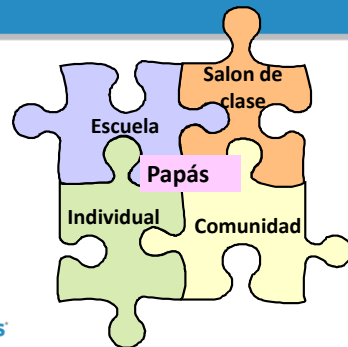 Salon de
clase
Escuela
Papás
Individual
Comunidad